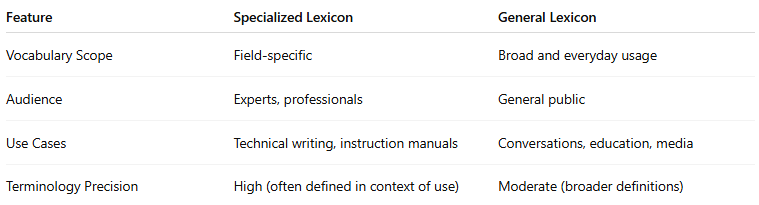 Feature Specialized Lexicon General Lexicon
Vocabulary Scope Field-specific Broad and everyday usage
Audience Experts, professionals General public
Use Cases Technical writing, instruction manuals Conversations, education, media
Terminology Precision High (often defined in context of use) Moderate (broader definitions)